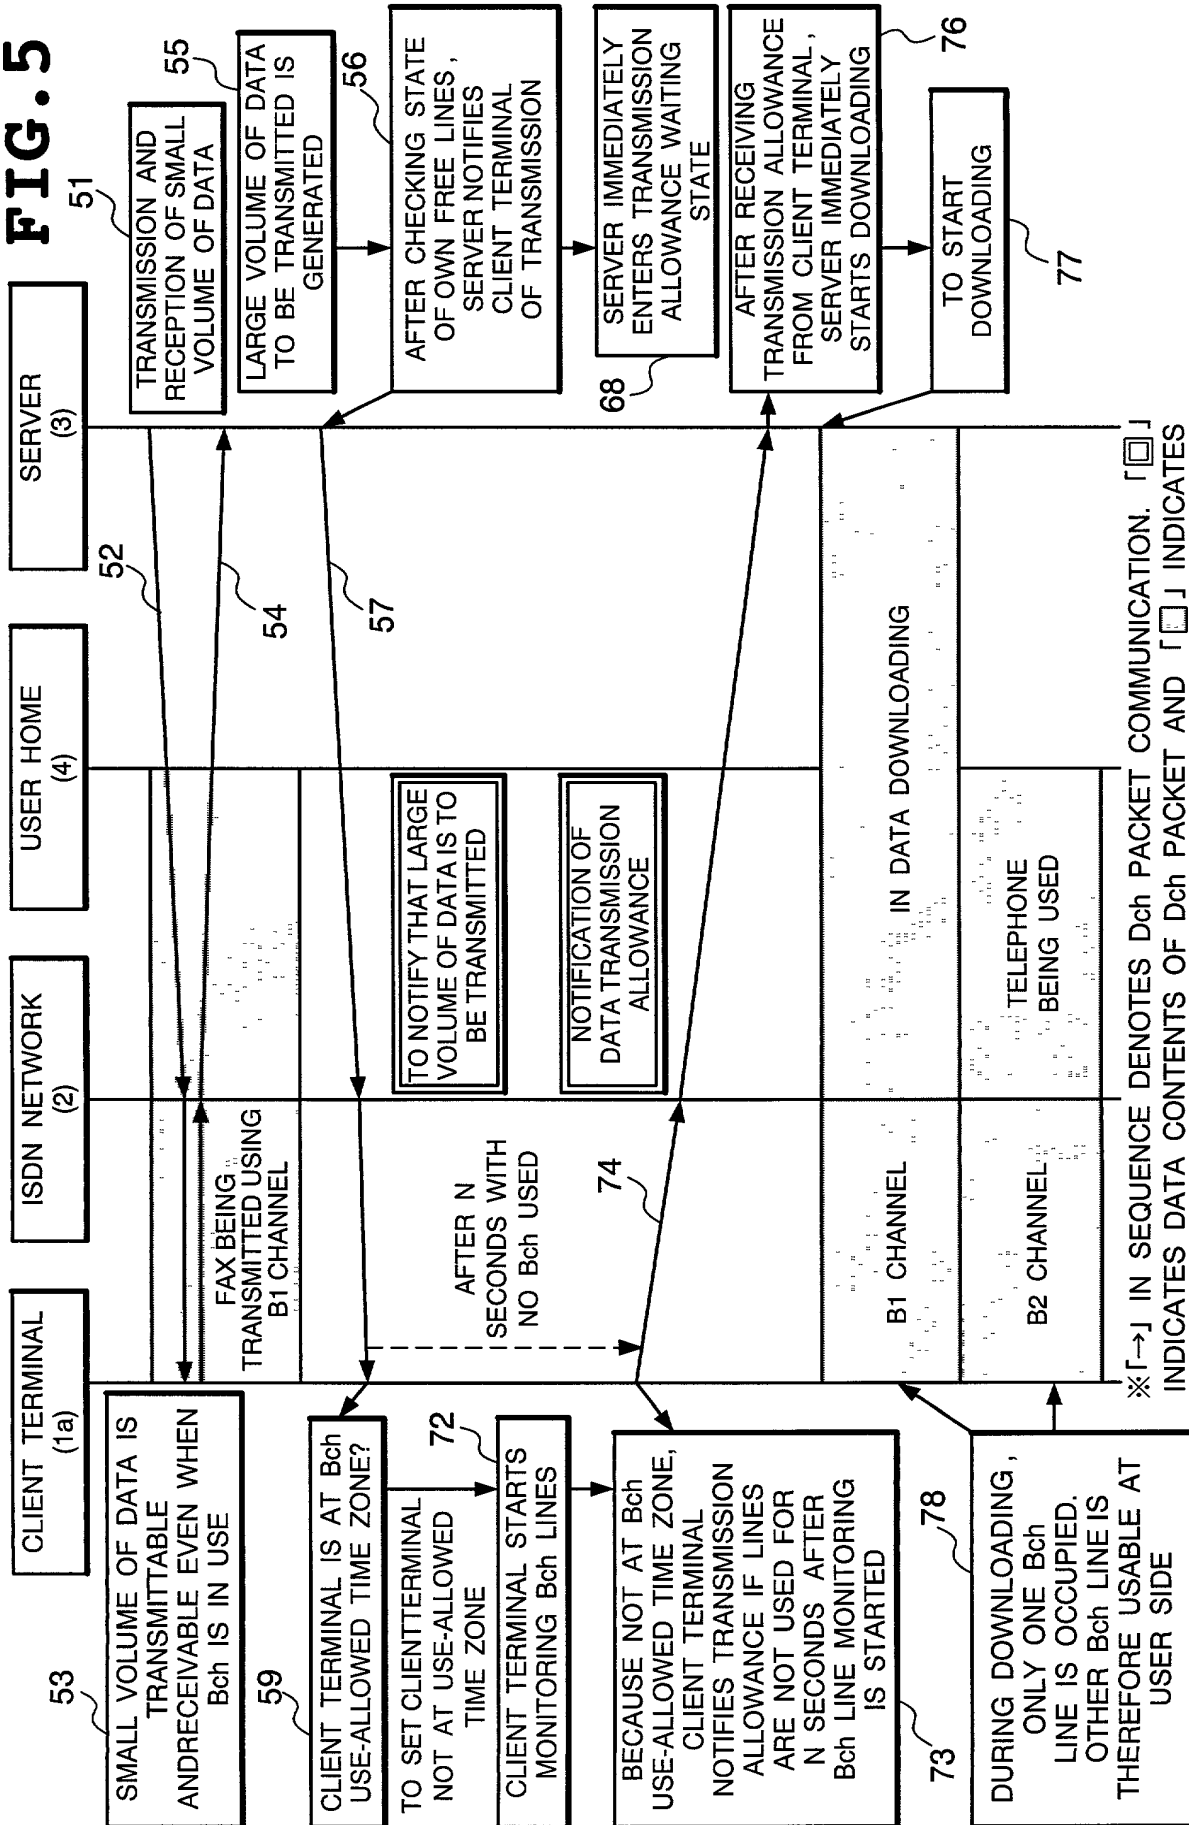 FIG.5
CLIENT TERMINAL
(1a)
ISDN NETWORK
(2)
USER HOME
(4)
SERVER
(3)
53
SMALL VOLUME OF DATA IS
TRANSMITTABLE
ANDRECEIVABLE EVEN WHEN
Bch IS IN USE
FAX BEING
TRANSMITTED USING
B1 CHANNEL
52
54
51
TRANSMISSION AND
RECEPTION OF SMALL
VOLUME OF DATA
55
LARGE VOLUME OF DATA
TO BE TRANSMITTED IS
GENERATED
56
AFTER CHECKING STATE
OF OWN FREE LINES,
SERVER NOTIFIES
CLIENT TERMINAL
OF TRANSMISSION
57
59
CLIENT TERMINAL IS AT Bch
USE-ALLOWED TIME ZONE?
TO SET CLIENTTERMINAL
NOT AT USE-ALLOWED
TIME ZONE
72
CLIENT TERMINAL STARTS
MONITORING Bch LINES
TO NOTIFY THAT LARGE
VOLUME OF DATA IS TO
BE TRANSMITTED
AFTER N
SECONDS WITH
NO Bch USED
NOTIFICATION OF
DATA TRANSMISSION
ALLOWANCE
SERVER IMMEDIATELY
ENTERS TRANSMISSION
ALLOWANCE WAITING
STATE
68
73
BECAUSE NOT AT Bch
USE-ALLOWED TIME ZONE,
CLIENT TERMINAL
NOTIFIES TRANSMISSION
ALLOWANCE IF LINES
ARE NOT USED FOR
N SECONDS AFTER
Bch LINE MONITORING
IS STARTED
74
AFTER RECEIVING
TRANSMISSION ALLOWANCE
FROM CLIENT TERMINAL,
SERVER IMMEDIATELY
STARTS DOWNLOADING
76
TO START
DOWNLOADING
77
B1 CHANNEL
IN DATA DOWNLOADING
B2 CHANNEL
TELEPHONE
BEING USED
78
DURING DOWNLOADING,
ONLY ONE Bch
LINE IS OCCUPIED.
OTHER Bch LINE IS
THEREFORE USABLE AT
USER SIDE
※「→」 IN SEQUENCE DENOTES Dch PACKET COMMUNICATION. 「回」
INDICATES DATA CONTENTS OF Dch PACKET AND 「□」 INDICATES